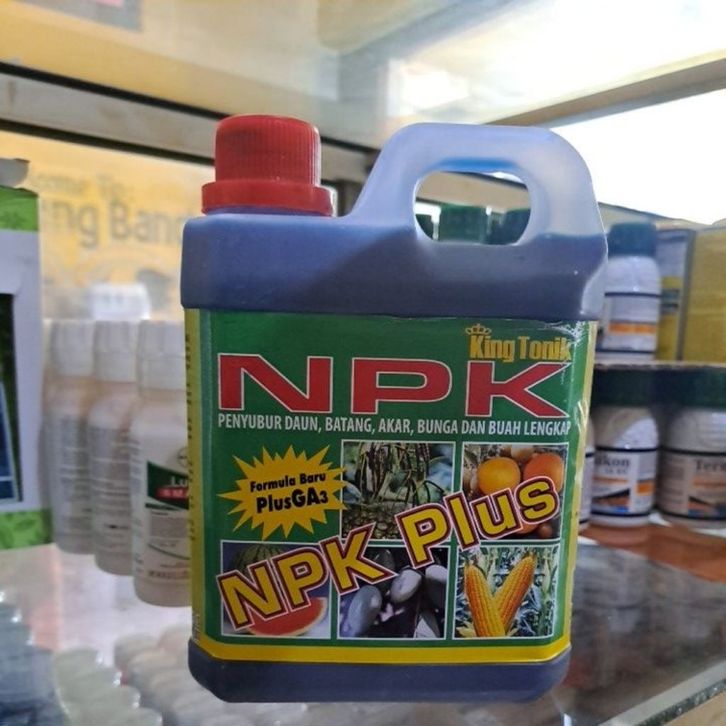 King Tonik
NPK
PENYUBUR DAUN, BATANG, AKAR, BUNGA DAN BUAH LENGKAP
Formula Baru
PlusGA3
NPK Plus